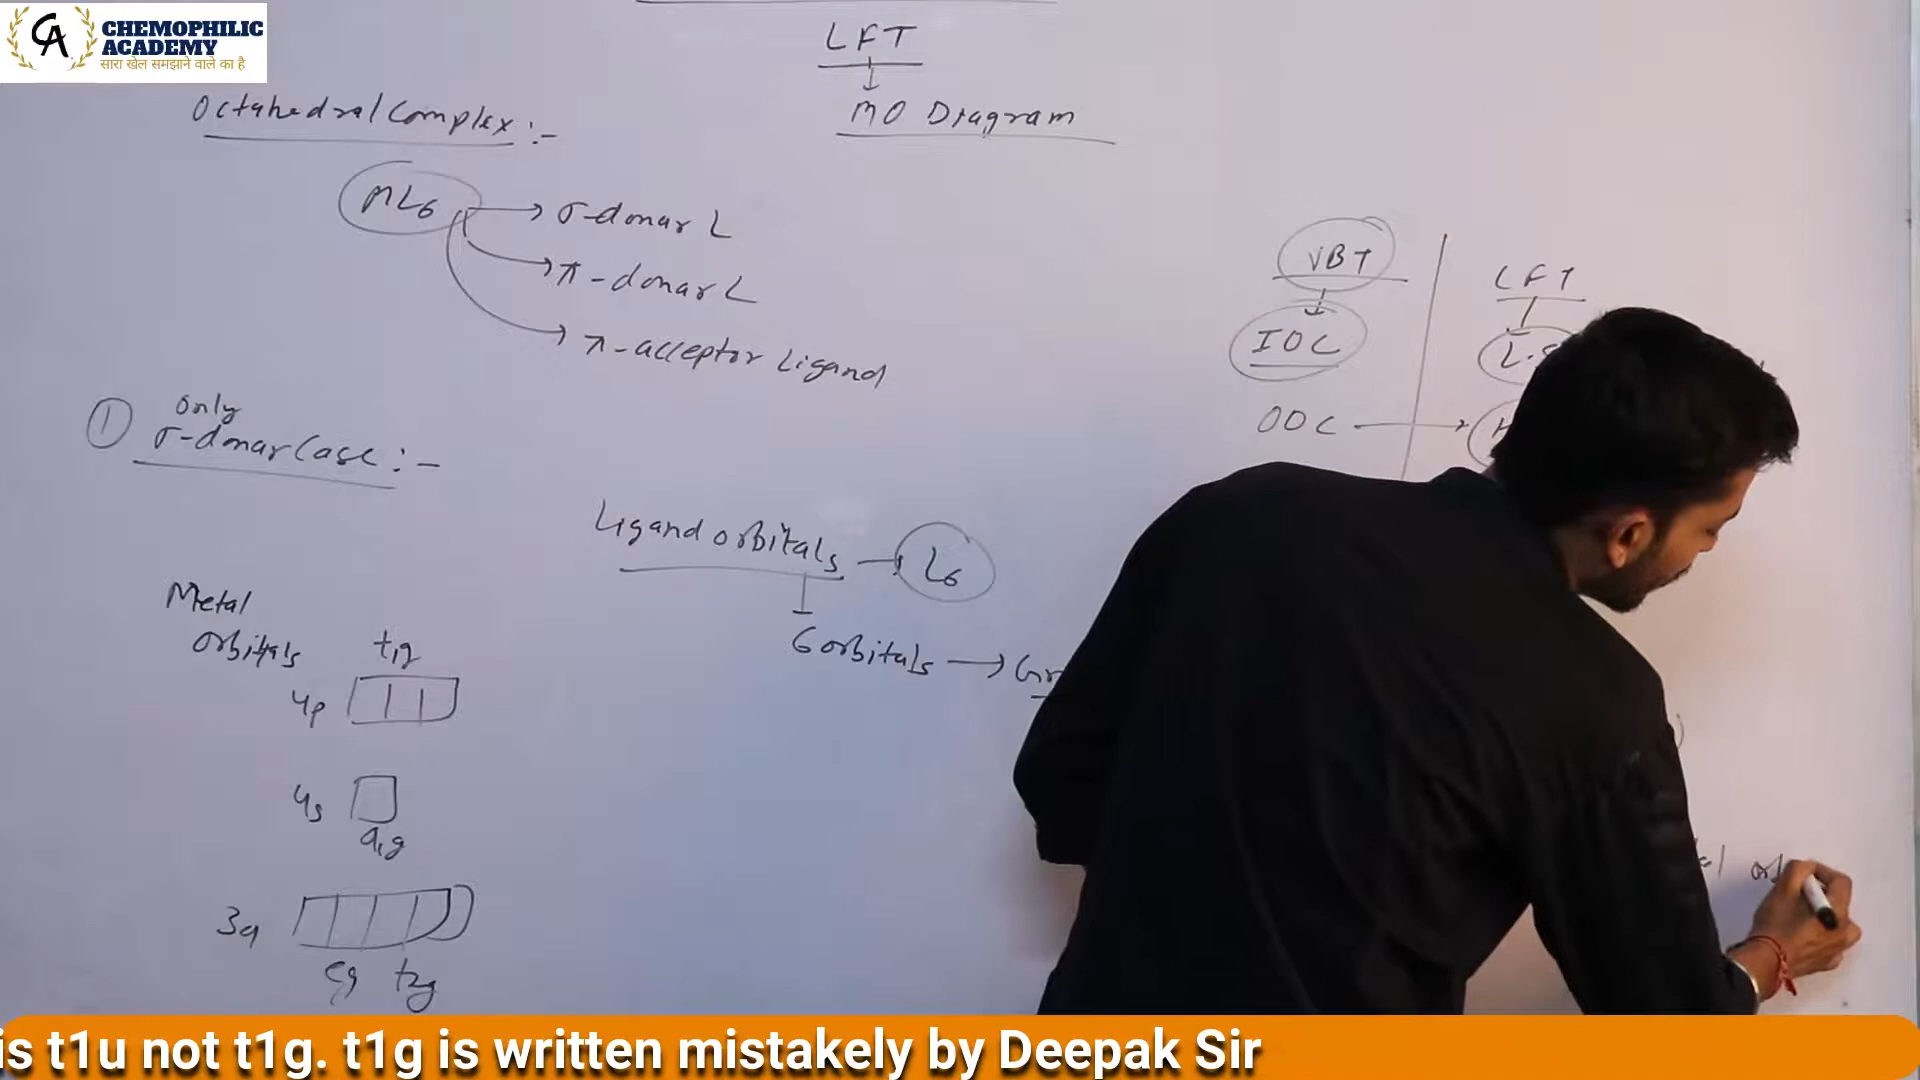 CA
CHEMOPHILIC
ACADEMY
सारा खेल समझाने वाले का है
LFT
MO Diagram
Octahedral Complex :-
ML6
σ-donar L
π-donar L
π-acceptor Ligand
VBT
LFT
IOC
L.S
OOC
H
① only
σ-donar Case :-
Ligand orbitals → L6
6 orbitals → Gr
Metal
orbitals
t1g
4p
4s
a1g
3d
eg t2g
is t1u not t1g. t1g is written mistakely by Deepak Sir